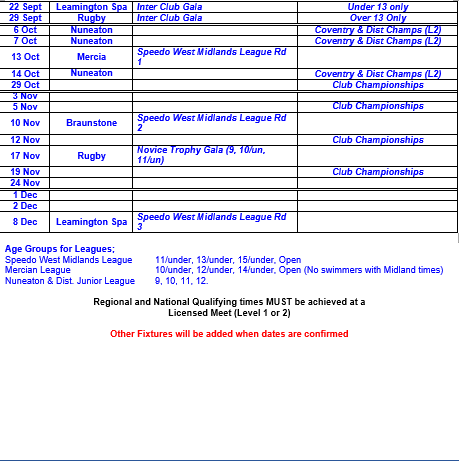 22 Sept Leamington Spa Inter Club Gala Under 13 only
29 Sept Rugby Inter Club Gala Over 13 Only
6 Oct Nuneaton Coventry & Dist Champs (L2)
7 Oct Nuneaton Coventry & Dist Champs (L2)
13 Oct Mercia Speedo West Midlands League Rd
1
14 Oct Nuneaton Coventry & Dist Champs (L2)
29 Oct Club Championships
3 Nov
5 Nov Club Championships
10 Nov Braunstone Speedo West Midlands League Rd
2
12 Nov Club Championships
17 Nov Rugby Novice Trophy Gala (9, 10/un,
11/un)
19 Nov Club Championships
24 Nov
1 Dec
2 Dec
8 Dec Leamington Spa Speedo West Midlands League Rd
3
Age Groups for Leagues;
Speedo West Midlands League 11/under, 13/under, 15/under, Open
Mercian League 10/under, 12/under, 14/under, Open (No swimmers with Midland times)
Nuneaton & Dist. Junior League 9, 10, 11, 12.
Regional and National Qualifying times MUST be achieved at a
Licensed Meet (Level 1 or 2)
Other Fixtures will be added when dates are confirmed